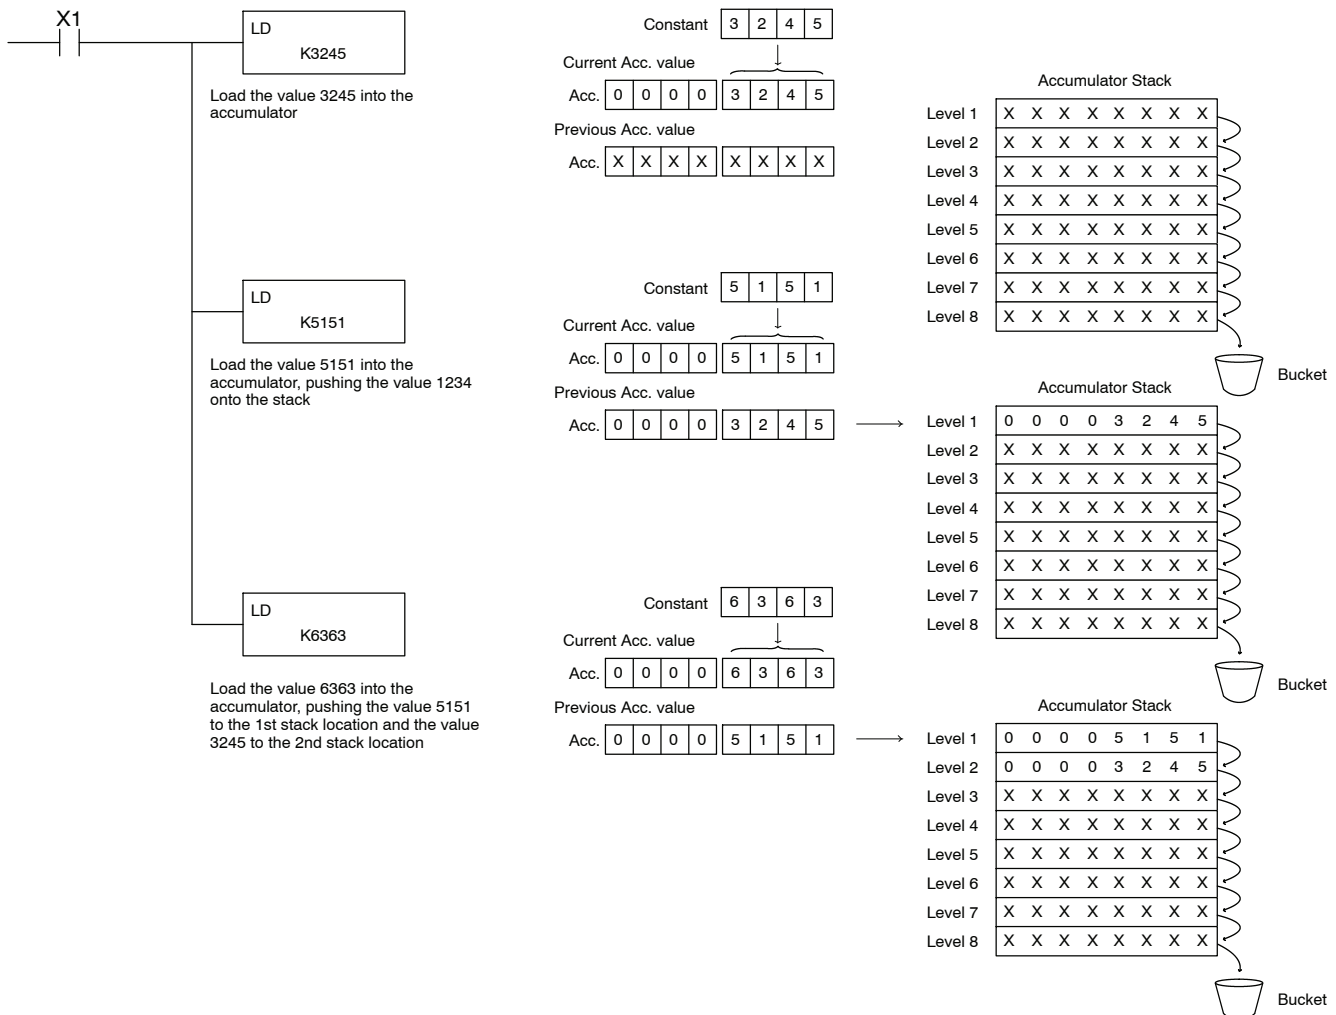 X1
LD
K3245
Load the value 3245 into the
accumulator
Constant 3 2 4 5
Current Acc. value
Acc. 0 0 0 0 3 2 4 5
Previous Acc. value
Acc. X X X X X X X X
Accumulator Stack
Level 1 X X X X X X X X
Level 2 X X X X X X X X
Level 3 X X X X X X X X
Level 4 X X X X X X X X
Level 5 X X X X X X X X
Level 6 X X X X X X X X
Level 7 X X X X X X X X
Level 8 X X X X X X X X
Bucket
LD
K5151
Load the value 5151 into the
accumulator, pushing the value 1234
onto the stack
Constant 5 1 5 1
Current Acc. value
Acc. 0 0 0 0 5 1 5 1
Previous Acc. value
Acc. 0 0 0 0 3 2 4 5
Accumulator Stack
Level 1 0 0 0 0 3 2 4 5
Level 2 X X X X X X X X
Level 3 X X X X X X X X
Level 4 X X X X X X X X
Level 5 X X X X X X X X
Level 6 X X X X X X X X
Level 7 X X X X X X X X
Level 8 X X X X X X X X
Bucket
LD
K6363
Load the value 6363 into the
accumulator, pushing the value 5151
to the 1st stack location and the value
3245 to the 2nd stack location
Constant 6 3 6 3
Current Acc. value
Acc. 0 0 0 0 6 3 6 3
Previous Acc. value
Acc. 0 0 0 0 5 1 5 1
Accumulator Stack
Level 1 0 0 0 0 5 1 5 1
Level 2 0 0 0 0 3 2 4 5
Level 3 X X X X X X X X
Level 4 X X X X X X X X
Level 5 X X X X X X X X
Level 6 X X X X X X X X
Level 7 X X X X X X X X
Level 8 X X X X X X X X
Bucket